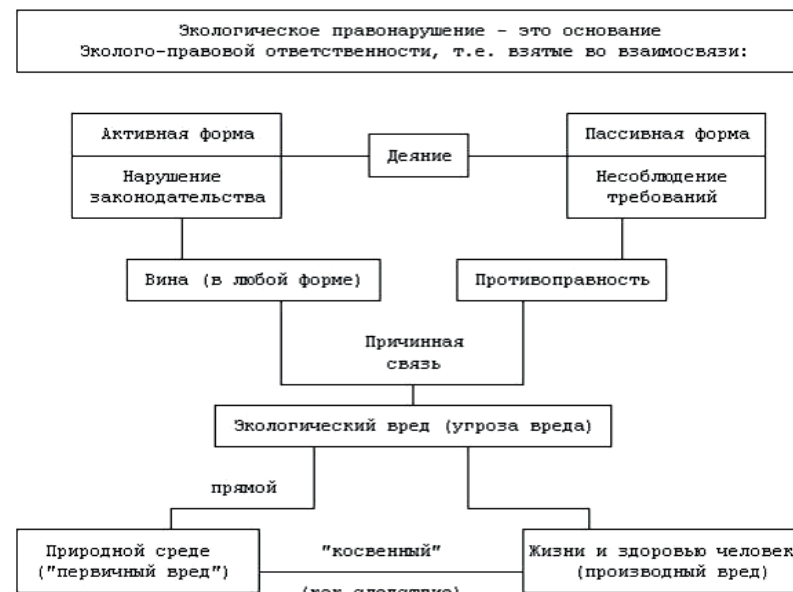 Экологическое правонарушение - это основание
Эколого-правовой ответственности, т.е. взятые во взаимосвязи:
Активная форма
Деяние
Пассивная форма
Нарушение
законодательства
Несоблюдение
требований
Вина (в любой форме)
Противоправность
Причинная
связь
Экологический вред (угроза вреда)
прямой
Природной среде
("первичный вред")
"косвенный"
Жизни и здоровью человек
(производный вред)